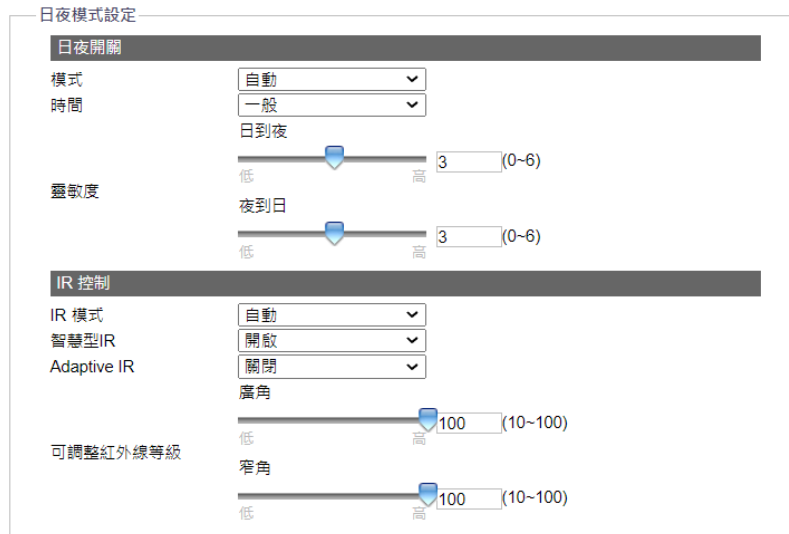 日夜模式設定
日夜開關
模式 自動
時間 一般
日到夜
3 (0~6)
低 高
靈敏度
夜到日
3 (0~6)
低 高
IR 控制
IR 模式 自動
智慧型IR 開啟
Adaptive IR 關閉
廣角
100 (10~100)
低 高
可調整紅外線等級
窄角
100 (10~100)
低 高